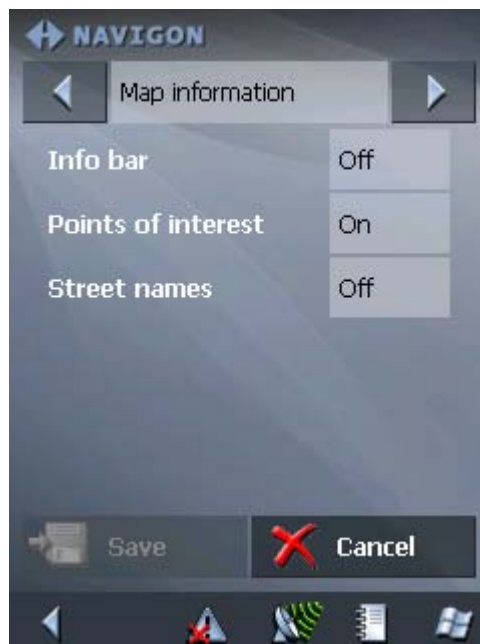 NAVIGON
Map information
Info bar Off
Points of interest On
Street names Off
Save Cancel